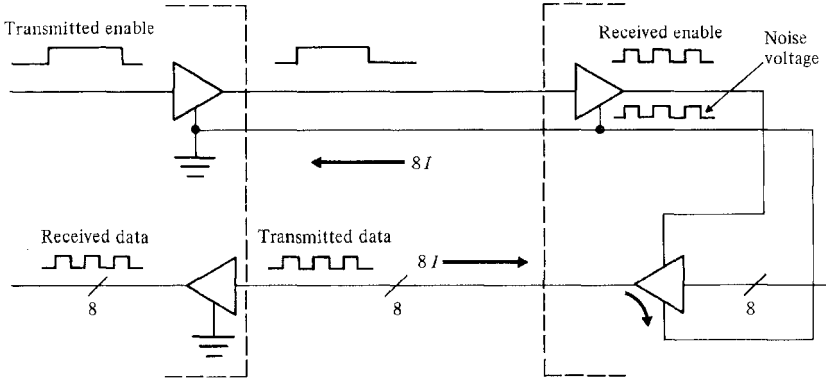 Transmitted enable
Received enable
Noise
voltage
8I
Received data
Transmitted data
8I
8
8
8